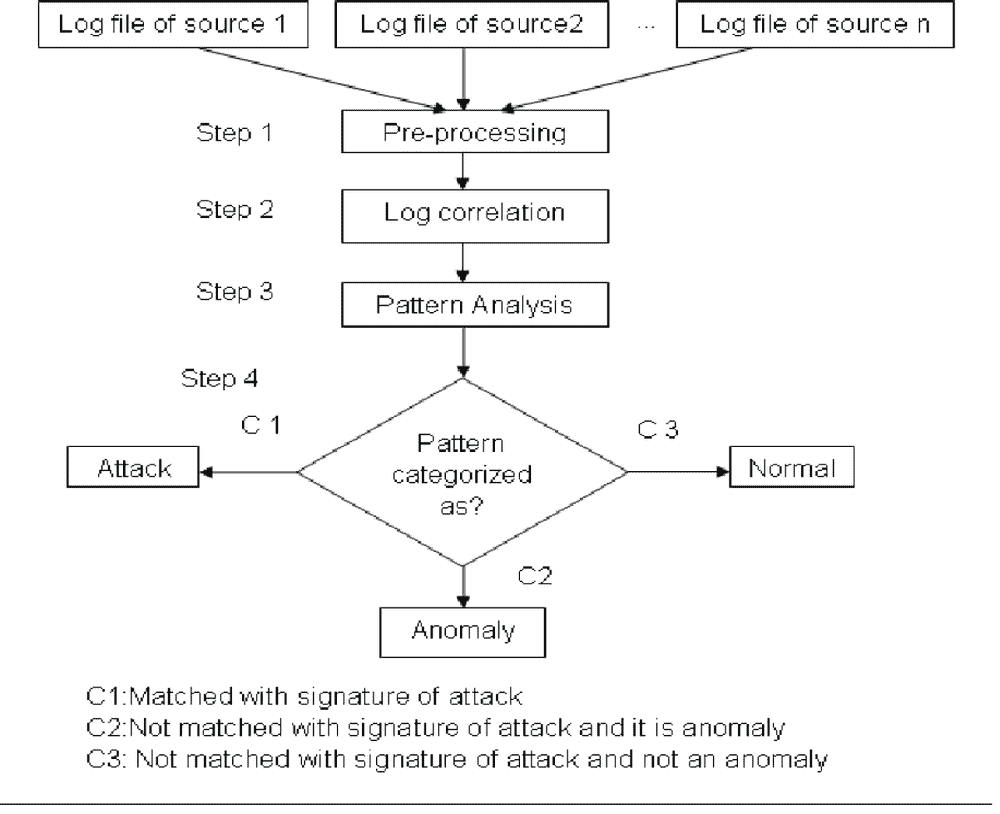 Log file of source 1
Log file of source2
...
Log file of source n
Step 1
Pre-processing
Step 2
Log correlation
Step 3
Pattern Analysis
Step 4
C 1
C 3
Pattern
categorized
as?
Attack
Normal
C2
Anomaly
C1:Matched with signature of attack
C2:Not matched with signature of attack and it is anomaly
C3: Not matched with signature of attack and not an anomaly